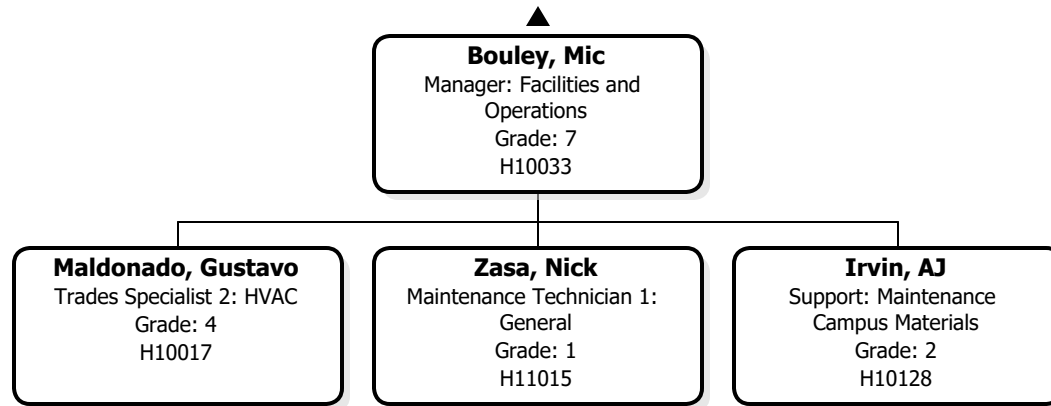 Bouley, Mic
Manager: Facilities and
Operations
Grade: 7
H10033
Maldonado, Gustavo
Trades Specialist 2: HVAC
Grade: 4
H10017
Zasa, Nick
Maintenance Technician 1:
General
Grade: 1
H11015
Irvin, AJ
Support: Maintenance
Campus Materials
Grade: 2
H10128